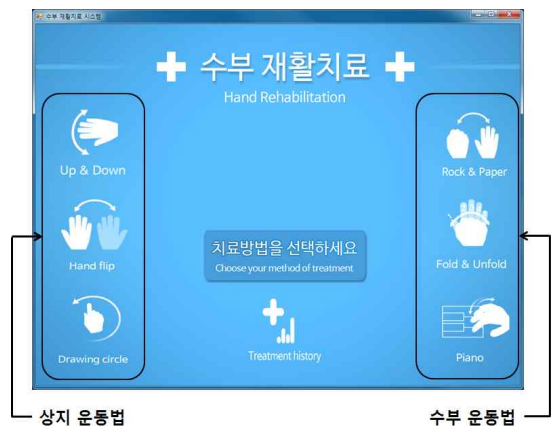 수부 재활치료 시스템
수부 재활치료
Hand Rehabilitation
Up & Down
Hand flip
Drawing circle
치료방법을 선택하세요
Choose your method of treatment
Treatment history
Rock & Paper
Fold & Unfold
Piano
상지 운동법
수부 운동법